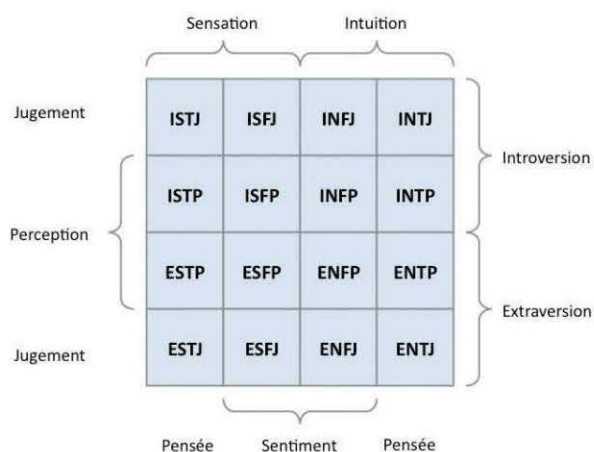 Sensation Intuition
Jugement ISTJ ISFJ INFJ INTJ
Introversion
ISTP ISFP INFP INTP
Perception
ESTP ESFP ENFP ENTP
Extraversion
Jugement ESTJ ESFJ ENFJ ENTJ
Pensée Sentiment Pensée